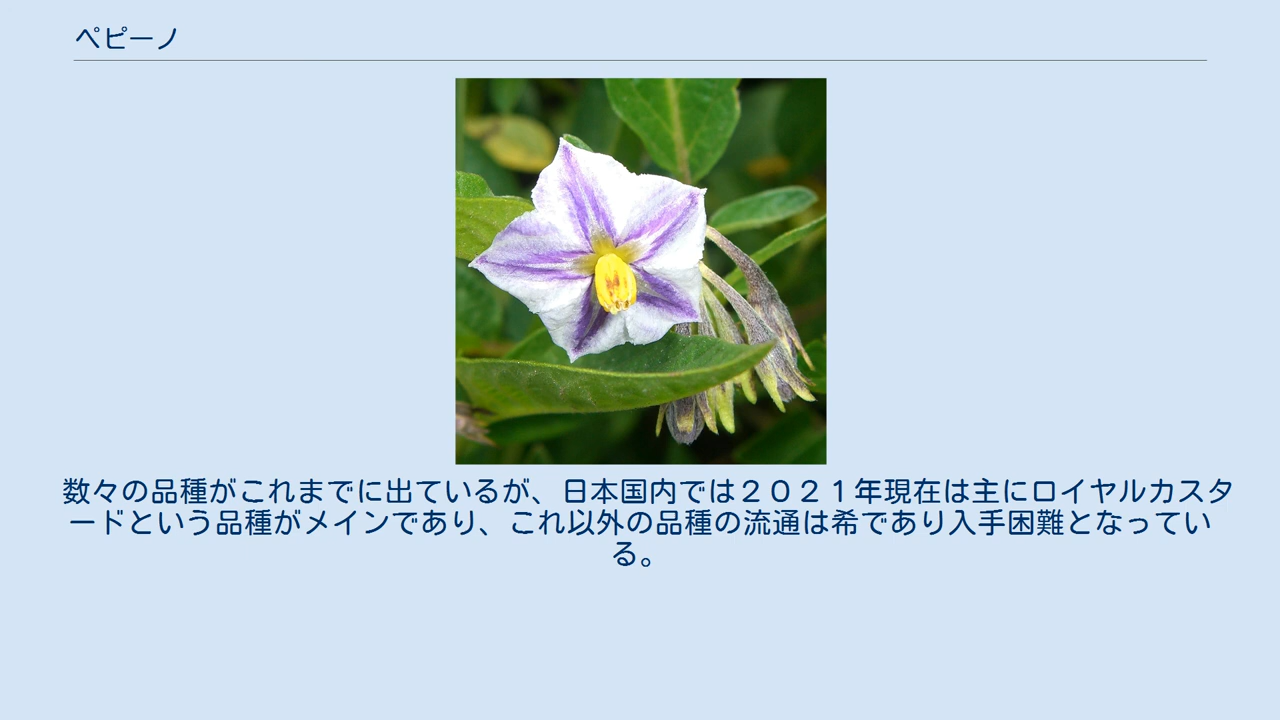 ペピーノ
数々の品種がこれまでに出ているが、日本国内では２０２１年現在は主にロイヤルカスタ
ードという品種がメインであり、これ以外の品種の流通は希であり入手困難となってい
る。